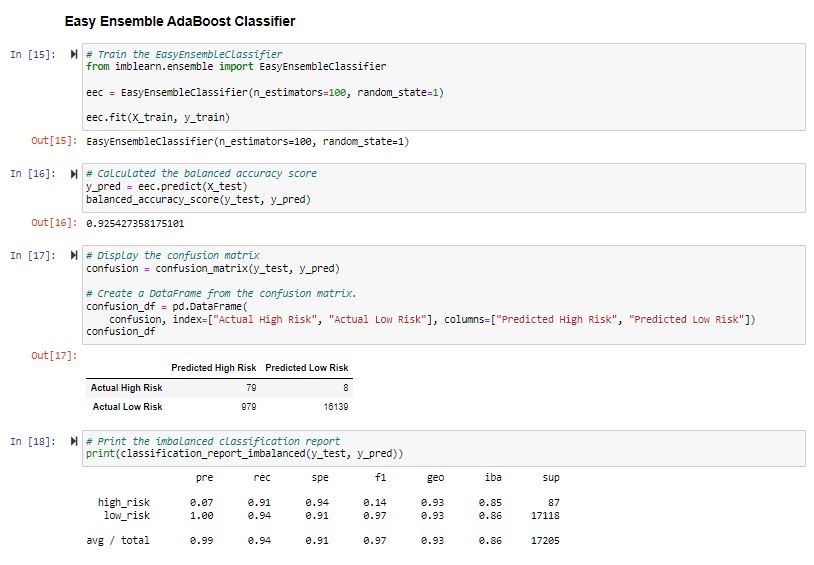 Easy Ensemble AdaBoost Classifier
In [15]: # Train the EasyEnsembleClassifier
from imblearn.ensemble import EasyEnsembleClassifier
eec = EasyEnsembleClassifier(n_estimators=100, random_state=1)
eec.fit(X_train, y_train)
Out[15]: EasyEnsembleClassifier(n_estimators=100, random_state=1)
In [16]: # Calculated the balanced accuracy score
y_pred = eec.predict(X_test)
balanced_accuracy_score(y_test, y_pred)
Out[16]: 0.925427358175101
In [17]: # Display the confusion matrix
confusion = confusion_matrix(y_test, y_pred)
# Create a DataFrame from the confusion matrix.
confusion_df = pd.DataFrame(
confusion, index=["Actual High Risk", "Actual Low Risk"], columns=["Predicted High Risk", "Predicted Low Risk"])
confusion_df
Out[17]:
Predicted High Risk Predicted Low Risk
Actual High Risk 79 8
Actual Low Risk 979 16139
In [18]: # Print the imbalanced classification report
print(classification_report_imbalanced(y_test, y_pred))
pre rec spe f1 geo iba sup
high_risk 0.07 0.91 0.94 0.14 0.93 0.85 87
low_risk 1.00 0.94 0.91 0.97 0.93 0.86 17118
avg / total 0.99 0.94 0.91 0.97 0.93 0.86 17205